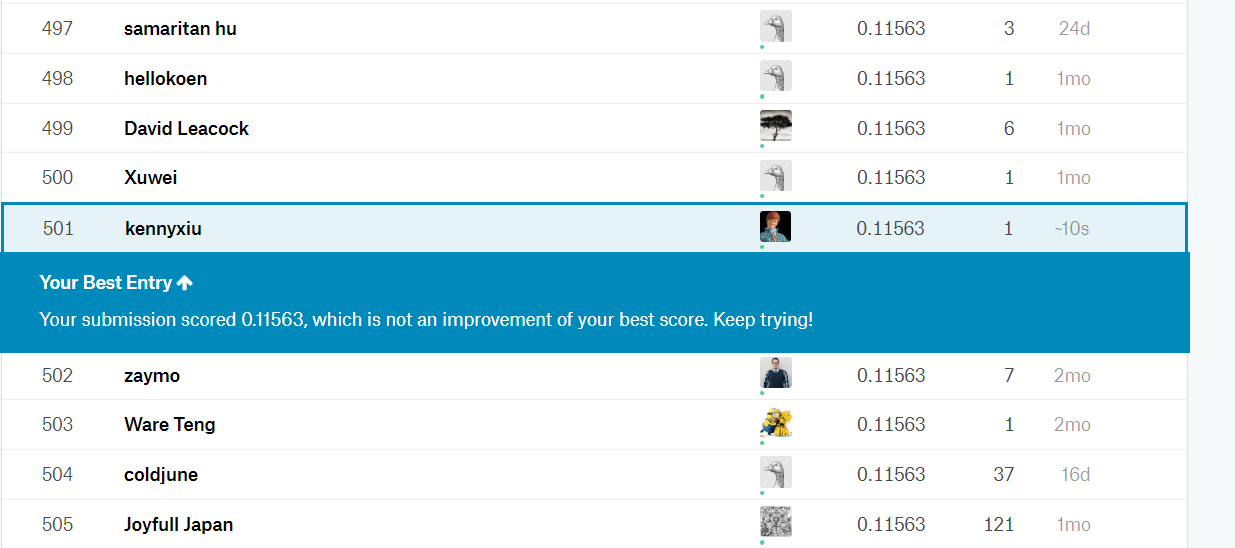 497 samaritan hu 0.11563 3 24d
498 hellokoen 0.11563 1 1mo
499 David Leacock 0.11563 6 1mo
500 Xuwei 0.11563 1 1mo
501 kennyxiu 0.11563 1 ~10s
Your Best Entry
Your submission scored 0.11563, which is not an improvement of your best score. Keep trying!
502 zaymo 0.11563 7 2mo
503 Ware Teng 0.11563 1 2mo
504 coldjune 0.11563 37 16d
505 Joyfull Japan 0.11563 121 1mo